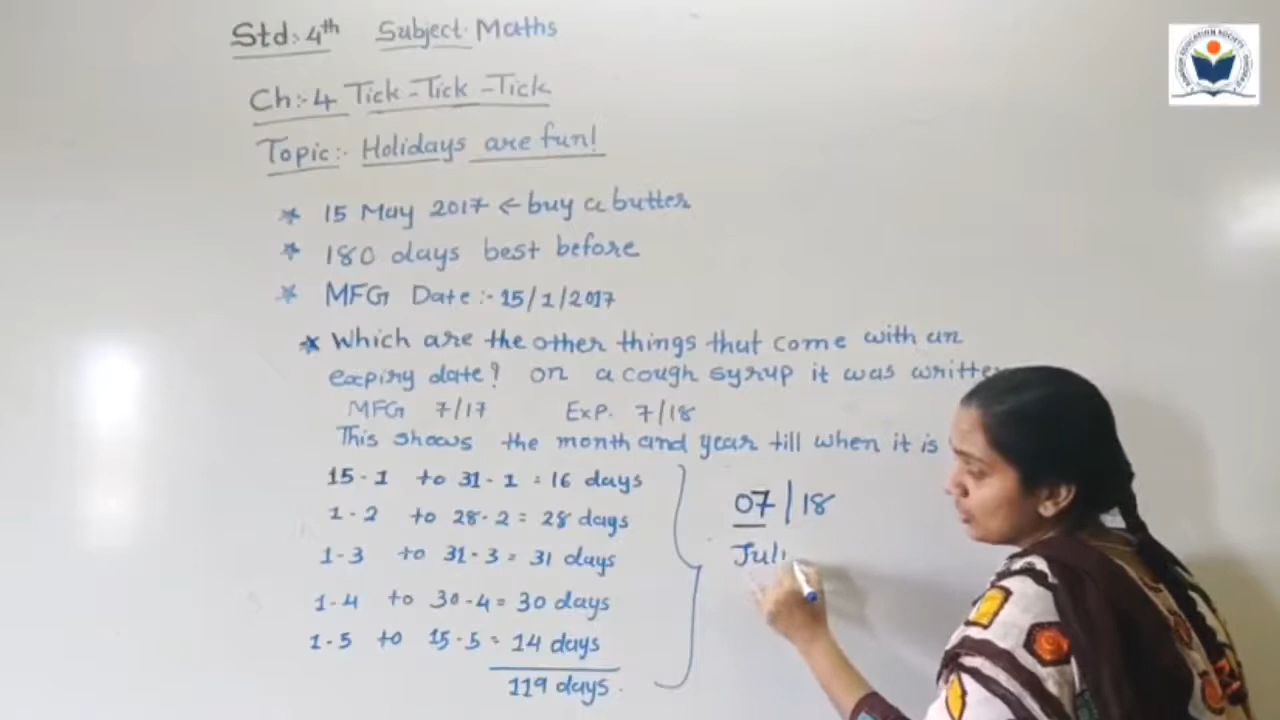 Std:- 4th Subject- Maths
Ch:- 4 Tick - Tick - Tick
Topic:- Holidays are fun!
* 15 May 2017 ← buy a butter
* 180 days best before
* MFG Date :- 15/1/2017
* Which are the other things that come with an
expiry date? on a cough syrup it was written
MFG 7/17 Exp. 7/18
This shows the month and year till when it is
15-1 to 31-1 = 16 days
1-2 to 28-2 = 28 days
1-3 to 31-3 = 31 days
1-4 to 30-4 = 30 days
1-5 to 15-5 = 14 days
119 days.
07/18
Jul